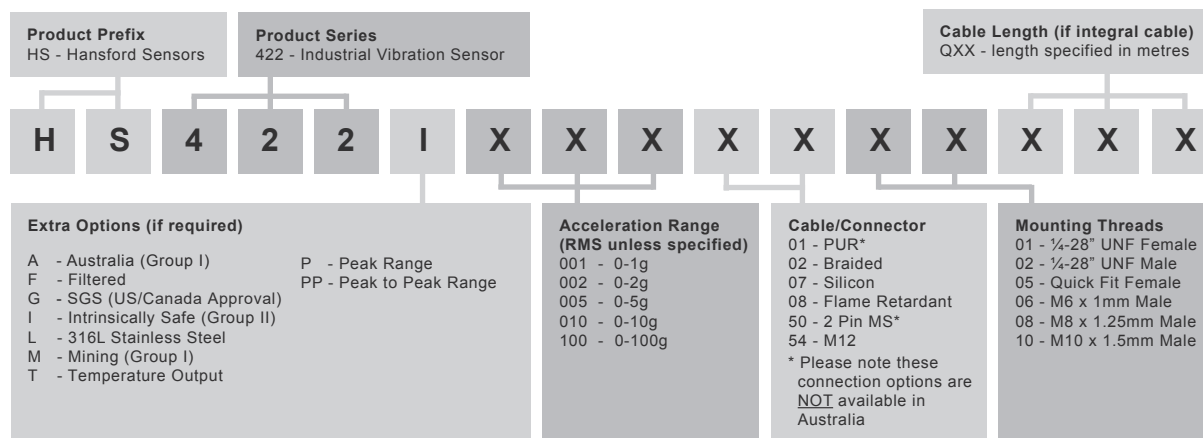 Product Prefix
HS - Hansford Sensors
Product Series
422 - Industrial Vibration Sensor
Cable Length (if integral cable)
QXX - length specified in metres
H S 4 2 2 I X X X X X X X X X X
Extra Options (if required)
A - Australia (Group I)
F - Filtered
G - SGS (US/Canada Approval)
I - Intrinsically Safe (Group II)
L - 316L Stainless Steel
M - Mining (Group I)
T - Temperature Output
P - Peak Range
PP - Peak to Peak Range
Acceleration Range
(RMS unless specified)
001 - 0-1g
002 - 0-2g
005 - 0-5g
010 - 0-10g
100 - 0-100g
Cable/Connector
01 - PUR*
02 - Braided
07 - Silicon
08 - Flame Retardant
50 - 2 Pin MS*
54 - M12
* Please note these
connection options are
NOT available in
Australia
Mounting Threads
01 - ¼-28” UNF Female
02 - ¼-28” UNF Male
05 - Quick Fit Female
06 - M6 x 1mm Male
08 - M8 x 1.25mm Male
10 - M10 x 1.5mm Male